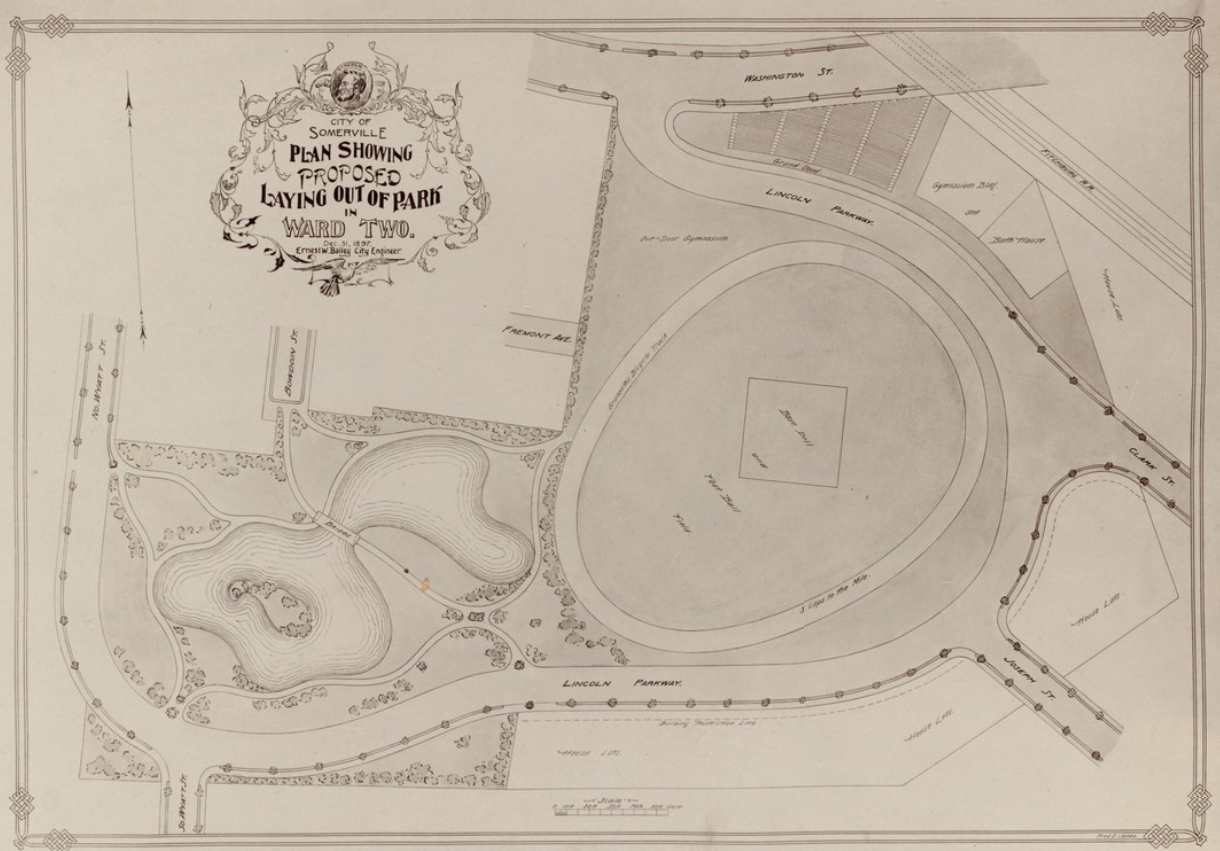 CITY OF
SOMERVILLE
PLAN SHOWING
PROPOSED
LAYING OUT OF PARK
IN
WARD TWO.
Dec. 31, 1897.
Ernest W. Bailey City Engineer
WASHINGTON ST.
FITCHBURG R.R.
Grand Stand
LINCOLN PARKWAY.
Gymnasium Bldg.
and
Bath House
Out-Door Gymnasium
House Lots
FREMONT AVE.
BOWDOIN ST.
NO. WYATT ST.
Bicycle Track
Base Ball
and
Foot Ball
Field
CLARK ST.
BRIDGE
3 Laps to the Mile.
House Lots
JOSEPH ST.
LINCOLN PARKWAY.
Building Restriction Line
House Lots
House Lots
SO. WYATT ST.
SCALE